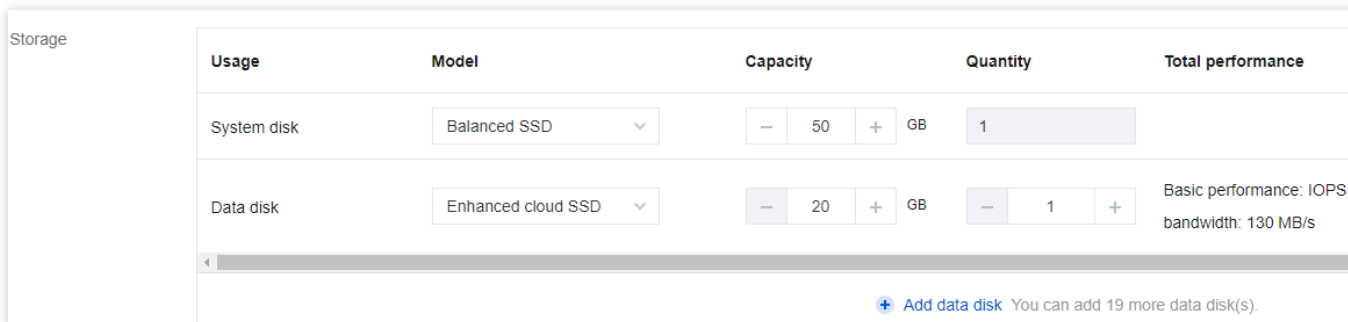 Storage
Usage Model Capacity Quantity Total performance
System disk Balanced SSD − 50 + GB 1
Data disk Enhanced cloud SSD − 20 + GB − 1 + Basic performance: IOPS
bandwidth: 130 MB/s
+ Add data disk You can add 19 more data disk(s).